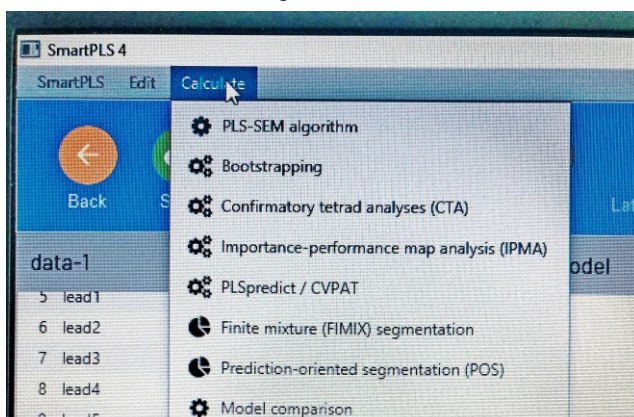 SmartPLS 4
SmartPLS Edit Calculate
PLS-SEM algorithm
Bootstrapping
Confirmatory tetrad analyses (CTA)
Importance-performance map analysis (IPMA)
PLSpredict / CVPAT
Finite mixture (FIMIX) segmentation
Prediction-oriented segmentation (POS)
Model comparison
Back
data-1
5 lead1
6 lead2
7 lead3
8 lead4